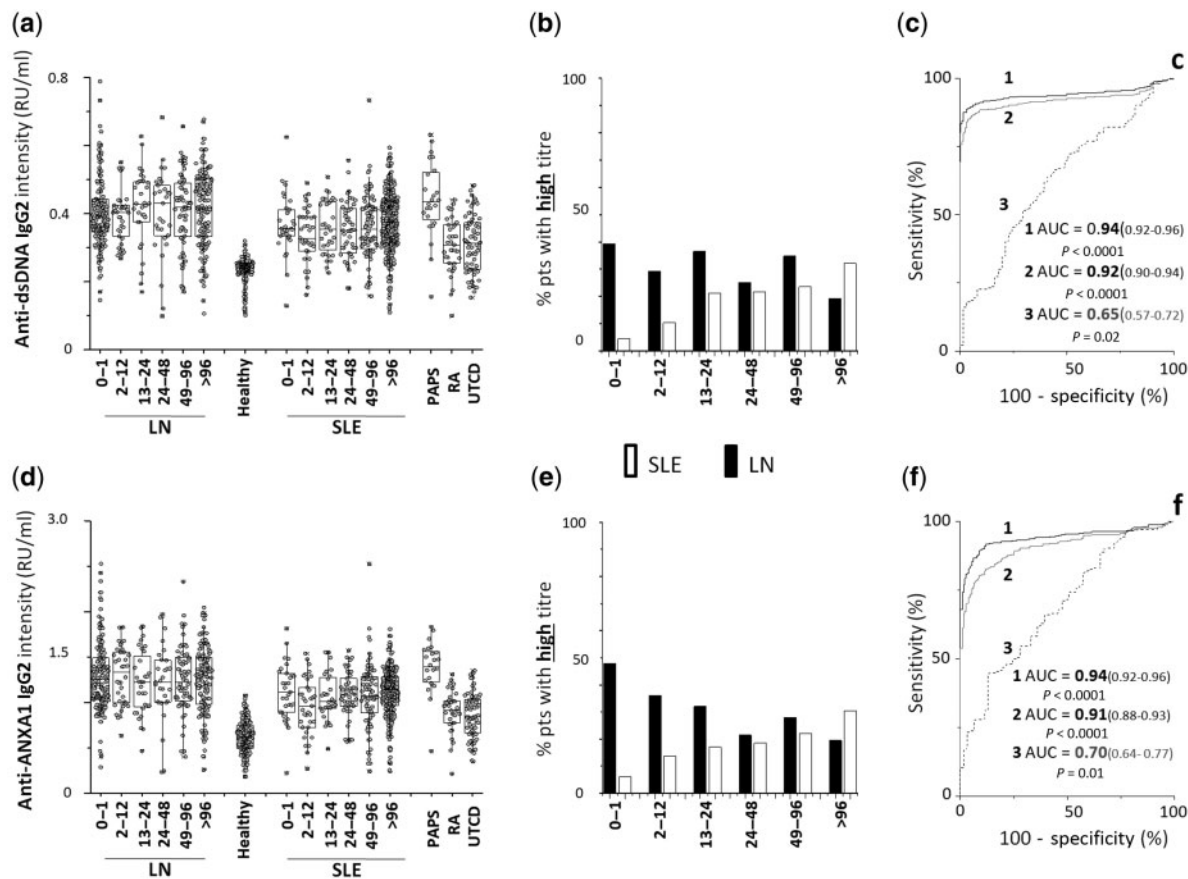 (a)
Anti-dsDNA IgG2 intensity (RU/ml)
0.8
0.4
0
0–1
2–12
13–24
24–48
49–96
>96
LN
Healthy
0–1
2–12
13–24
24–48
49–96
>96
SLE
PAPS
RA
UTCD
(b)
% pts with high titre
100
50
0
0–1
2–12
13–24
24–48
49–96
>96
(c)
c
Sensitivity (%)
100
50
0
1
2
3
1 AUC = 0.94(0.92-0.96)
P < 0.0001
2 AUC = 0.92(0.90-0.94)
P < 0.0001
3 AUC = 0.65(0.57-0.72)
P = 0.02
0
50
100
100 - specificity (%)
SLE
LN
(d)
Anti-ANXA1 IgG2 intensity (RU/ml)
3.0
1.5
0
0–1
2–12
13–24
24–48
49–96
>96
LN
Healthy
0–1
2–12
13–24
24–48
49–96
>96
SLE
PAPS
RA
UTCD
(e)
% pts with high titre
100
50
0
0–1
2–12
13–24
24–48
49–96
>96
(f)
f
Sensitivity (%)
100
50
0
1
2
3
1 AUC = 0.94(0.92-0.96)
P < 0.0001
2 AUC = 0.91(0.88-0.93)
P < 0.0001
3 AUC = 0.70(0.64- 0.77)
P = 0.01
0
50
100
100 - specificity (%)